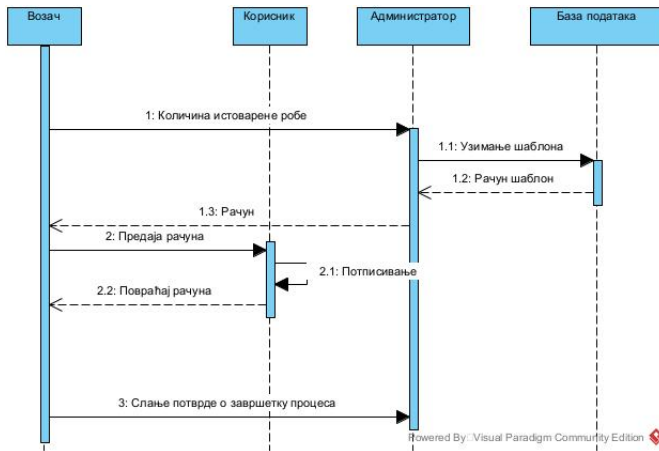 Возач
Корисник
Администратор
База података
1: Количина истоварене робе
1.1: Узимање шаблона
1.2: Рачун шаблон
1.3: Рачун
2: Предаја рачуна
2.1: Потписивање
2.2: Повраћај рачуна
3: Слање потврде о завршетку процеса
Powered By Visual Paradigm Community Edition